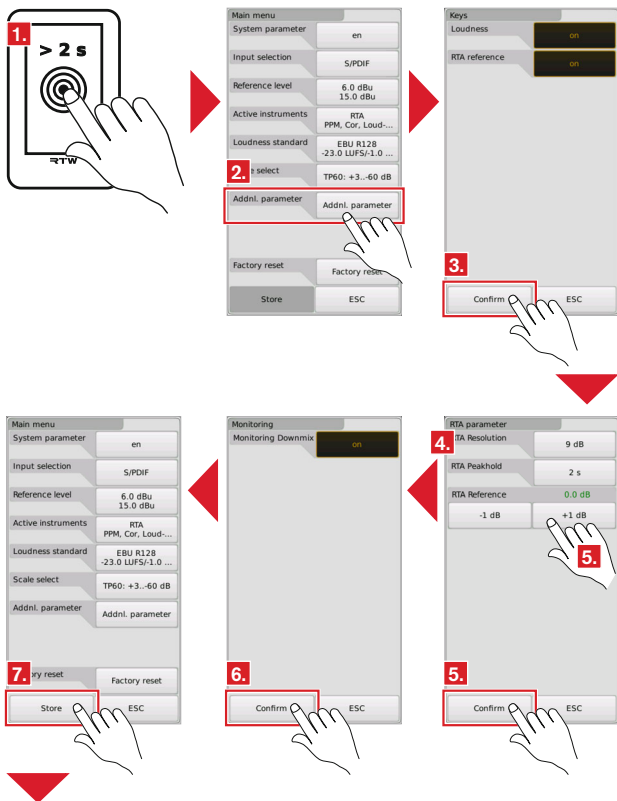 1.
> 2 s
RTW
Main menu
System parameter
en
Input selection
S/PDIF
Reference level
6.0 dBu
15.0 dBu
Active instruments
RTA
PPM, Cor, Loud-...
Loudness standard
EBU R128
-23.0 LUFS/-1.0 ...
2.
select
TP60: +3..-60 dB
Addnl. parameter
Addnl. parameter
Factory reset
Factory reset
Store
ESC
Keys
Loudness
on
RTA reference
on
3.
Confirm
ESC
RTA parameter
4.
RTA Resolution
9 dB
RTA Peakhold
2 s
RTA Reference
0.0 dB
-1 dB
+1 dB
5.
5.
Confirm
ESC
Monitoring
Monitoring Downmix
on
6.
Confirm
ESC
Main menu
System parameter
en
Input selection
S/PDIF
Reference level
6.0 dBu
15.0 dBu
Active instruments
RTA
PPM, Cor, Loud-...
Loudness standard
EBU R128
-23.0 LUFS/-1.0 ...
Scale select
TP60: +3..-60 dB
Addnl. parameter
Addnl. parameter
7.
ory reset
Factory reset
Store
ESC